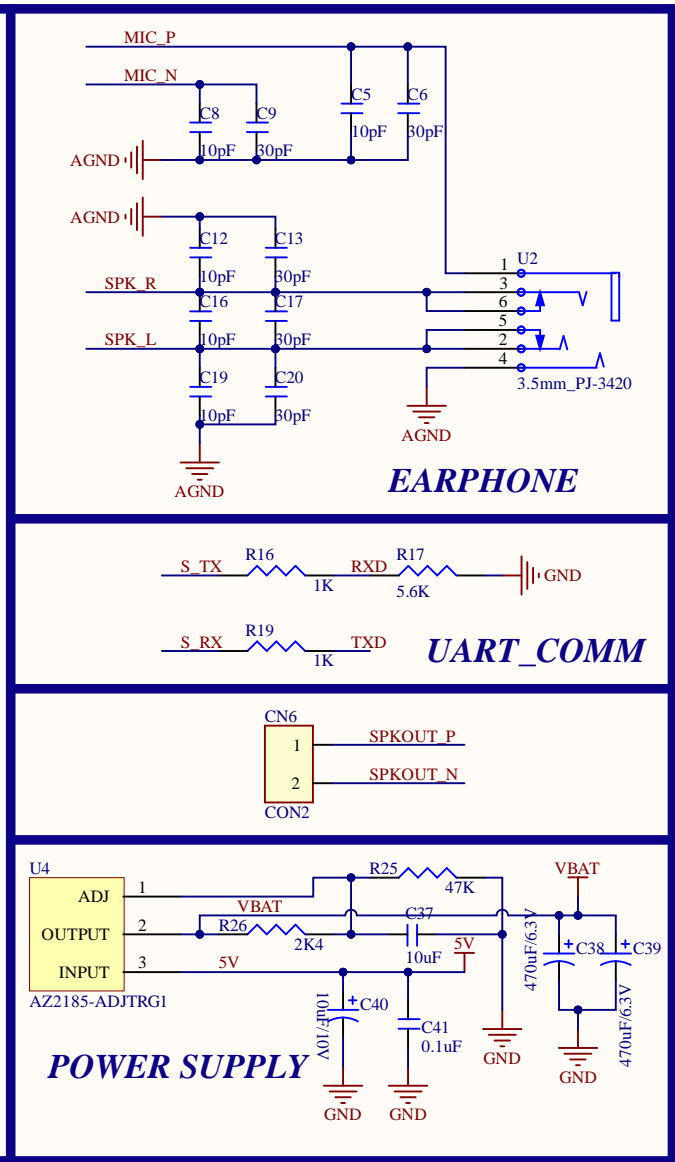 MIC_P
MIC_N
C5
C6
C8
C9
10pF
30pF
10pF
30pF
AGND
AGND
C12
C13
U2
10pF
30pF
1
SPK_R
3
C16
C17
6
5
10pF
30pF
SPK_L
2
4
C19
C20
3.5mm_PJ-3420
10pF
30pF
AGND
AGND
EARPHONE
S_TX
R16
RXD
R17
1K
5.6K
GND
S_RX
R19
TXD
1K
UART_COMM
CN6
1
SPKOUT_P
2
SPKOUT_N
CON2
U4
R25
VBAT
ADJ
1
47K
VBAT
C37
OUTPUT
2
R26
2K4
10uF
5V
470uF/6.3V
C38
C39
INPUT
3
5V
AZ2185-ADJTRG1
10uF/10V
C40
C41
0.1uF
470uF/6.3V
GND
GND
POWER SUPPLY
GND
GND
+
+
+